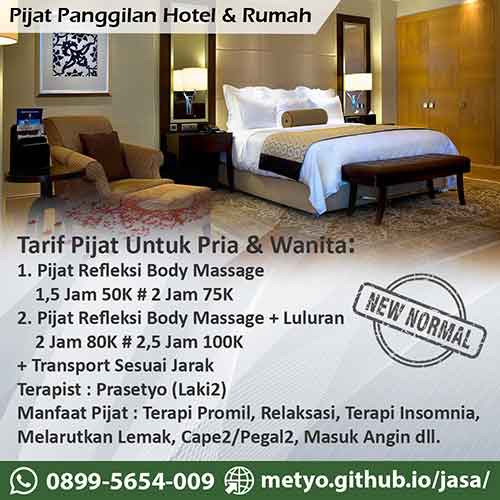 Pijat Panggilan Hotel & Rumah
Tarif Pijat Untuk Pria & Wanita:
1. Pijat Refleksi Body Massage
1,5 Jam 50K # 2 Jam 75K
2. Pijat Refleksi Body Massage + Luluran
2 Jam 80K # 2,5 Jam 100K
+ Transport Sesuai Jarak
Terapist : Prasetyo (Laki2)
Manfaat Pijat : Terapi Promil, Relaksasi, Terapi Insomnia,
Melarutkan Lemak, Cape2/Pegal2, Masuk Angin dll.
NEW NORMAL
0899-5654-009 metyo.github.io/jasa/